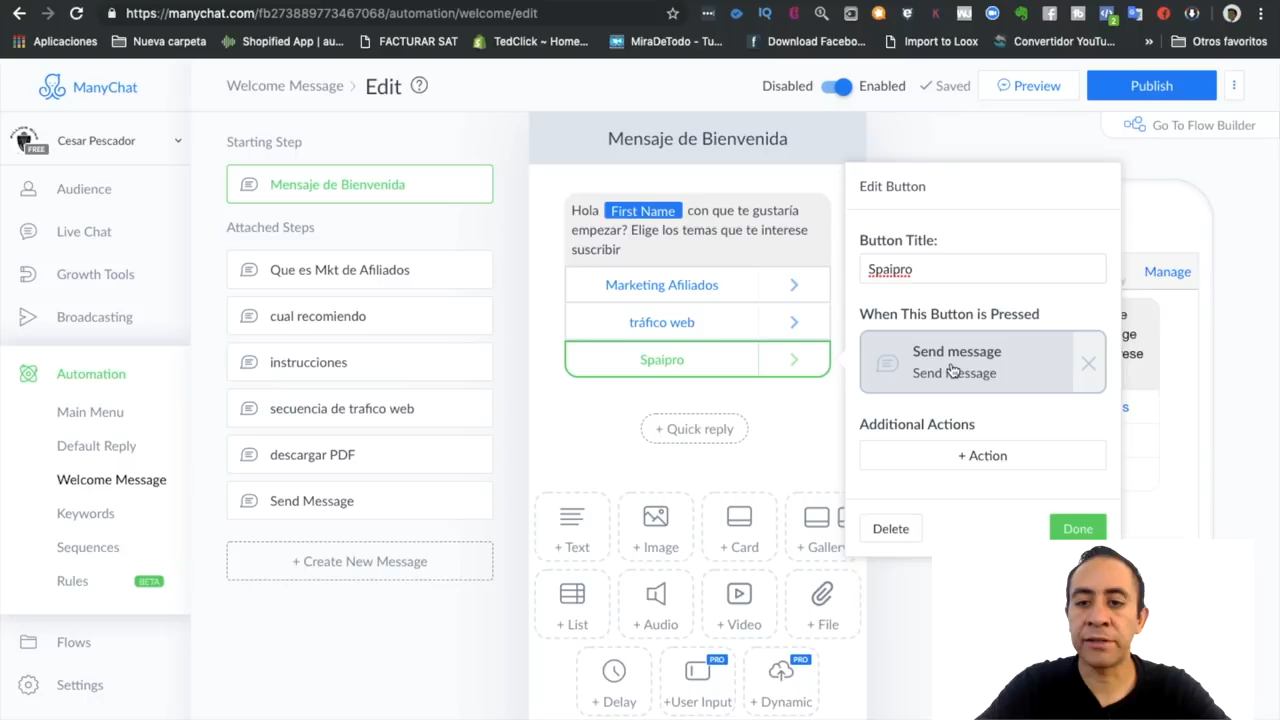 https://manychat.com/fb273889773467068/automation/welcome/edit
Aplicaciones
Nueva carpeta
Shopified App | au...
FACTURAR SAT
TedClick ~ Home...
MiraDeTodo - Tu...
Download Facebo...
Import to Loox
Convertidor YouTu...
»
Otros favoritos
ManyChat
Welcome Message > Edit
Disabled
Enabled
Saved
Preview
Publish
Go To Flow Builder
FREE
Cesar Pescador
Audience
Live Chat
Growth Tools
Broadcasting
Automation
Main Menu
Default Reply
Welcome Message
Keywords
Sequences
Rules BETA
Flows
Settings
Starting Step
Mensaje de Bienvenida
Attached Steps
Que es Mkt de Afiliados
cual recomiendo
instrucciones
secuencia de trafico web
descargar PDF
Send Message
+ Create New Message
Mensaje de Bienvenida
Hola First Name con que te gustaría
empezar? Elige los temas que te interese
suscribir
Marketing Afiliados
tráfico web
Spaipro
+ Quick reply
+ Text
+ Image
+ Card
+ Gallery
+ List
+ Audio
+ Video
+ File
+ Delay
PRO
+User Input
PRO
+ Dynamic
Edit Button
Button Title:
Spaipro
When This Button is Pressed
Send message
Send Message
Additional Actions
+ Action
Delete
Done
Manage